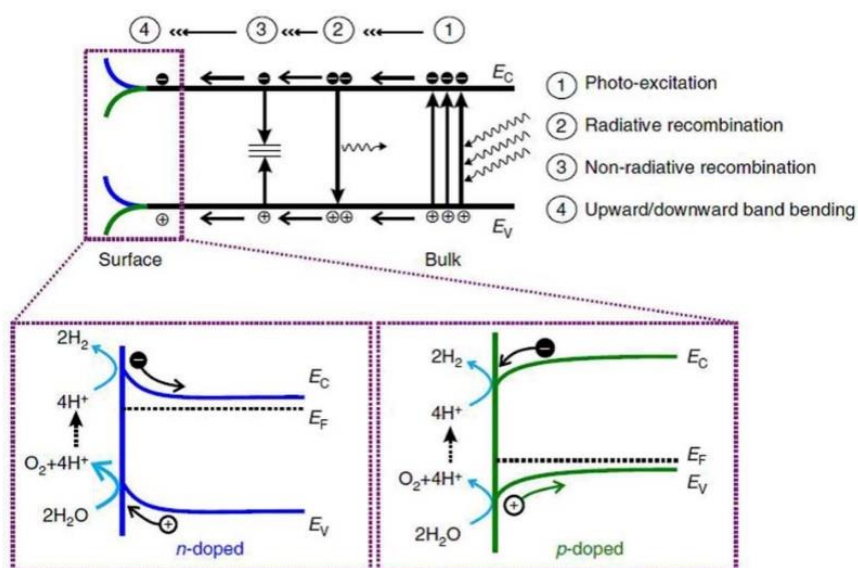 ④ ③ ② ①
E_C
① Photo-excitation
② Radiative recombination
③ Non-radiative recombination
④ Upward/downward band bending
E_V
Surface
Bulk
2H₂
4H⁺
O₂+4H⁺
2H₂O
E_C
E_F
E_V
n-doped
2H₂
4H⁺
O₂+4H⁺
2H₂O
E_C
E_F
E_V
p-doped